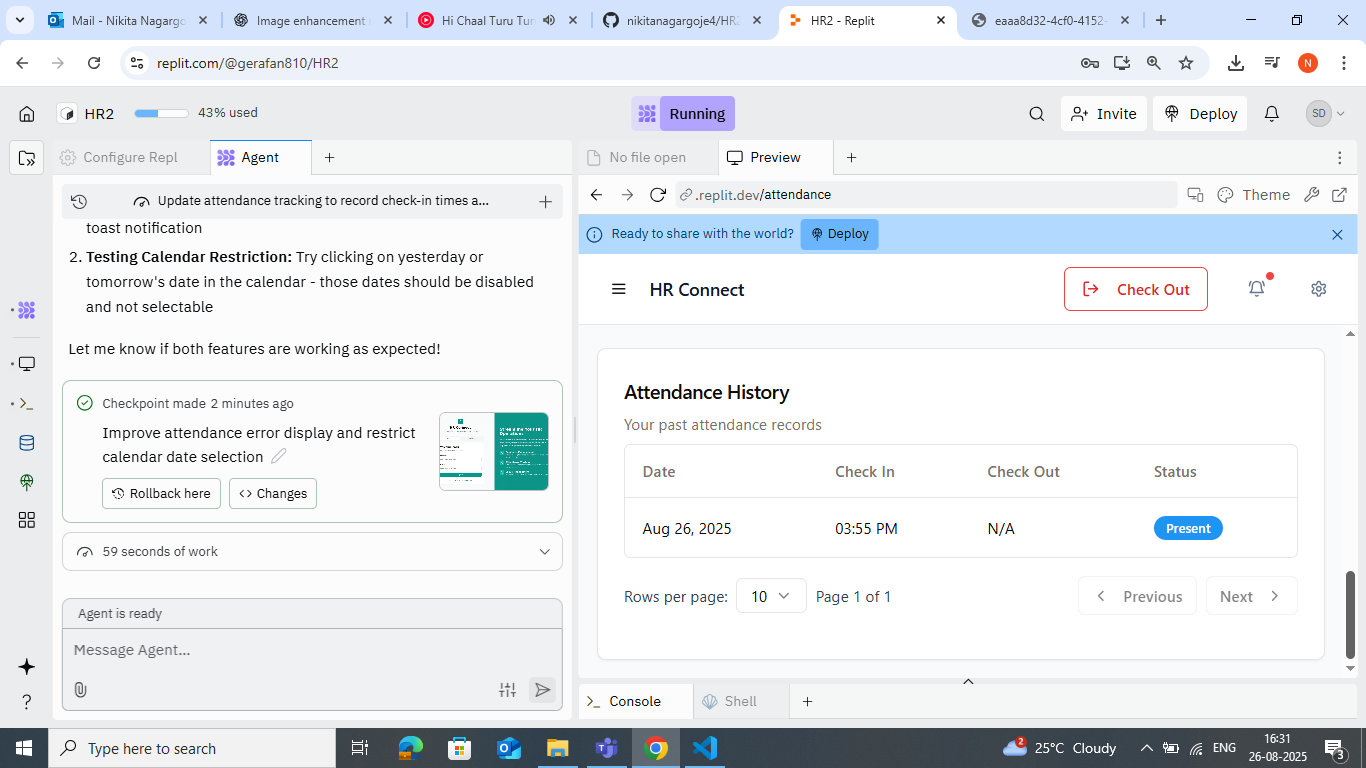 Mail - Nikita Nagargo
Image enhancement
Hi Chaal Turu Turu
nikitanagargoje4/HR2
HR2 - Replit
eaaa8d32-4cf0-4152-
replit.com/@gerafan810/HR2
N
HR2
43% used
Running
Invite
Deploy
SD
Configure Repl
Agent
No file open
Preview
Update attendance tracking to record check-in times a...
.replit.dev/attendance
Theme
toast notification
2. Testing Calendar Restriction: Try clicking on yesterday or
tomorrow's date in the calendar - those dates should be disabled
and not selectable
Let me know if both features are working as expected!
Ready to share with the world?
Deploy
HR Connect
Check Out
Checkpoint made 2 minutes ago
Improve attendance error display and restrict
calendar date selection
Rollback here
Changes
59 seconds of work
Agent is ready
Message Agent...
?
Attendance History
Your past attendance records
Date Check In Check Out Status
Aug 26, 2025 03:55 PM N/A Present
Rows per page: 10 Page 1 of 1
Previous
Next
Console
Shell
Type here to search
2
25°C Cloudy
ENG
16:31
26-08-2025
3